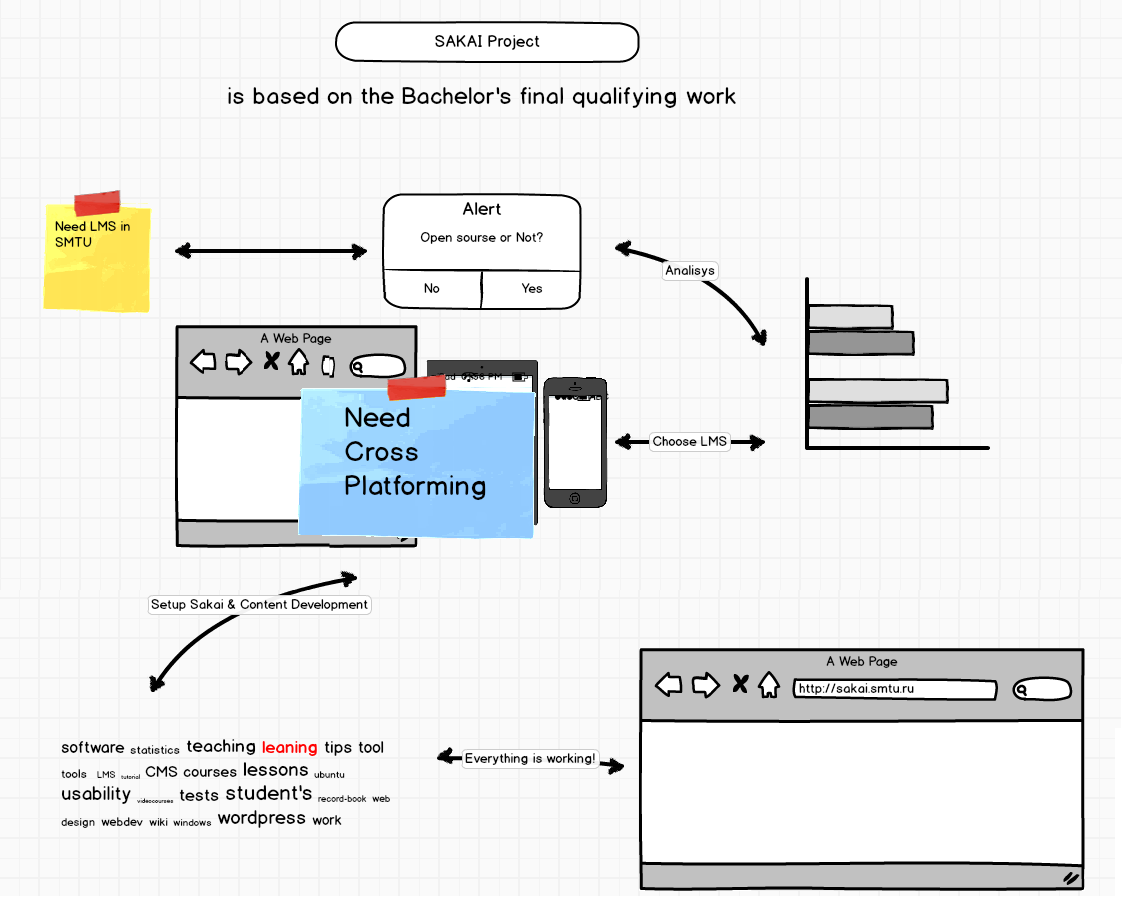 SAKAI Project
is based on the Bachelor's final qualifying work
Need LMS in
SMTU
Alert
Open sourse or Not?
No
Yes
Analisys
A Web Page
PM
Need
Cross
Platforming
Choose LMS
Setup Sakai & Content Development
A Web Page
http://sakai.smtu.ru
software statistics teaching leaning tips tool
tools LMS tutorial CMS courses lessons ubuntu
usability videocourses tests student's record-book web
design webdev wiki windows wordpress work
Everything is working!